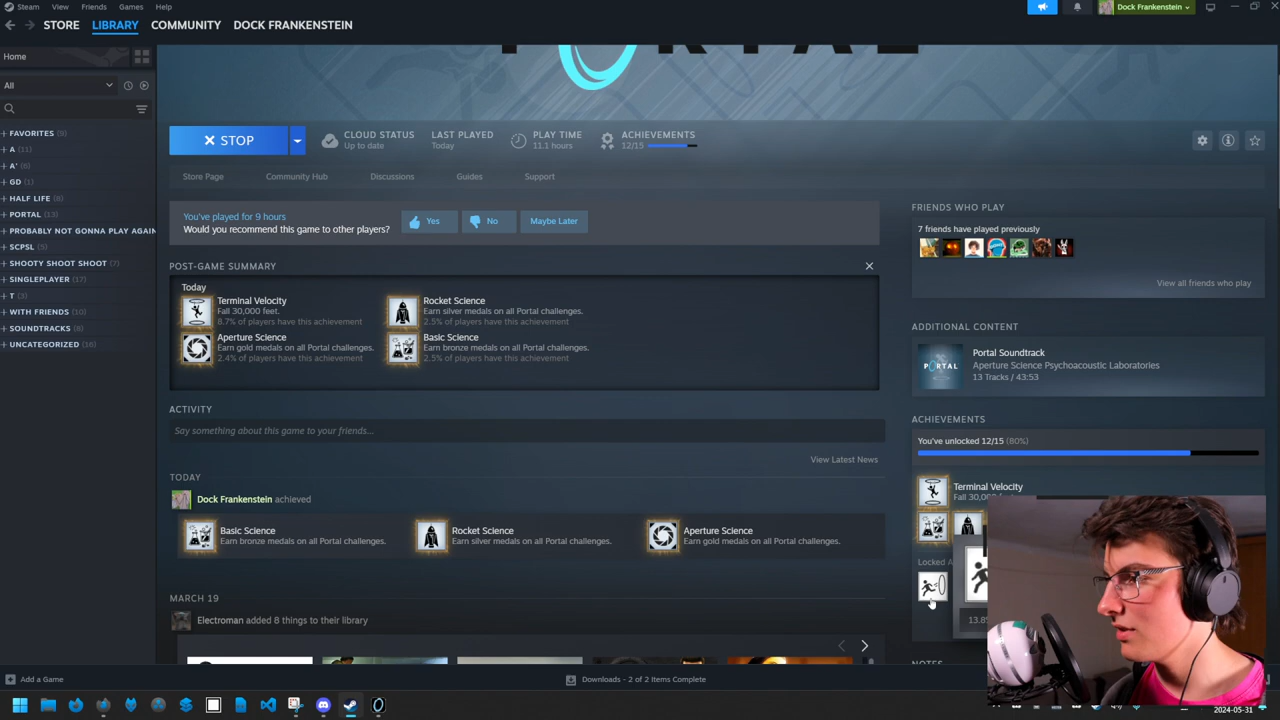 Steam View Friends Games Help
Dock Frankenstein
STORE LIBRARY COMMUNITY DOCK FRANKENSTEIN
PORTAL
Home
All
FAVORITES (9)
A (11)
A' (6)
GD (1)
HALF LIFE (8)
PORTAL (13)
PROBABLY NOT GONNA PLAY AGAIN
SCPSL (5)
SHOOTY SHOOT SHOOT (7)
SINGLEPLAYER (17)
T (3)
WITH FRIENDS (10)
SOUNDTRACKS (8)
UNCATEGORIZED (16)
STOP
CLOUD STATUS
Up to date
LAST PLAYED
Today
PLAY TIME
11.1 hours
ACHIEVEMENTS
12/15
Store Page Community Hub Discussions Guides Support
You've played for 9 hours
Would you recommend this game to other players?
Yes No Maybe Later
POST-GAME SUMMARY
Today
Terminal Velocity
Fall 30,000 feet.
8.7% of players have this achievement
Rocket Science
Earn silver medals on all Portal challenges.
2.5% of players have this achievement
Aperture Science
Earn gold medals on all Portal challenges.
2.4% of players have this achievement
Basic Science
Earn bronze medals on all Portal challenges.
2.5% of players have this achievement
ACTIVITY
Say something about this game to your friends...
View Latest News
TODAY
Dock Frankenstein achieved
Basic Science
Earn bronze medals on all Portal challenges.
Rocket Science
Earn silver medals on all Portal challenges.
Aperture Science
Earn gold medals on all Portal challenges.
MARCH 19
Electroman added 8 things to their library
FRIENDS WHO PLAY
7 friends have played previously
View all friends who play
ADDITIONAL CONTENT
PORTAL
Portal Soundtrack
Aperture Science Psychoacoustic Laboratories
13 Tracks / 43:53
ACHIEVEMENTS
You've unlocked 12/15 (80%)
Terminal Velocity
Fall 30,000 feet.
Locked A
13.8%
NOTES
Add a Game
Downloads - 2 of 2 Items Complete
2024-05-31